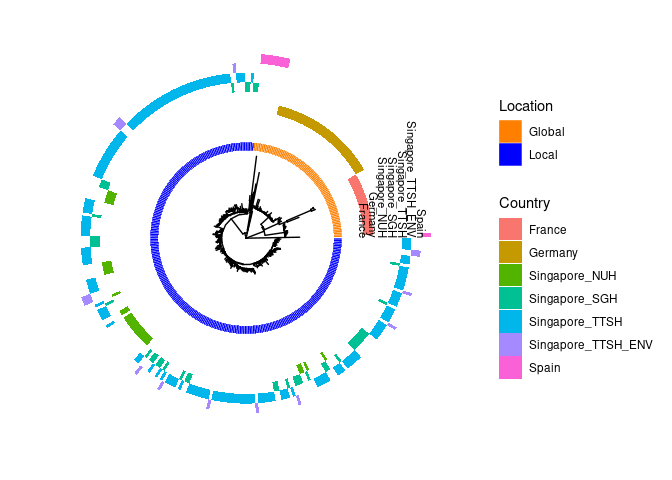 France
Germany
Singapore_NUH
Singapore_SGH
Singapore_TTSH
Singapore_TTSH_ENV
Spain
Location
Global
Local
Country
France
Germany
Singapore_NUH
Singapore_SGH
Singapore_TTSH
Singapore_TTSH_ENV
Spain